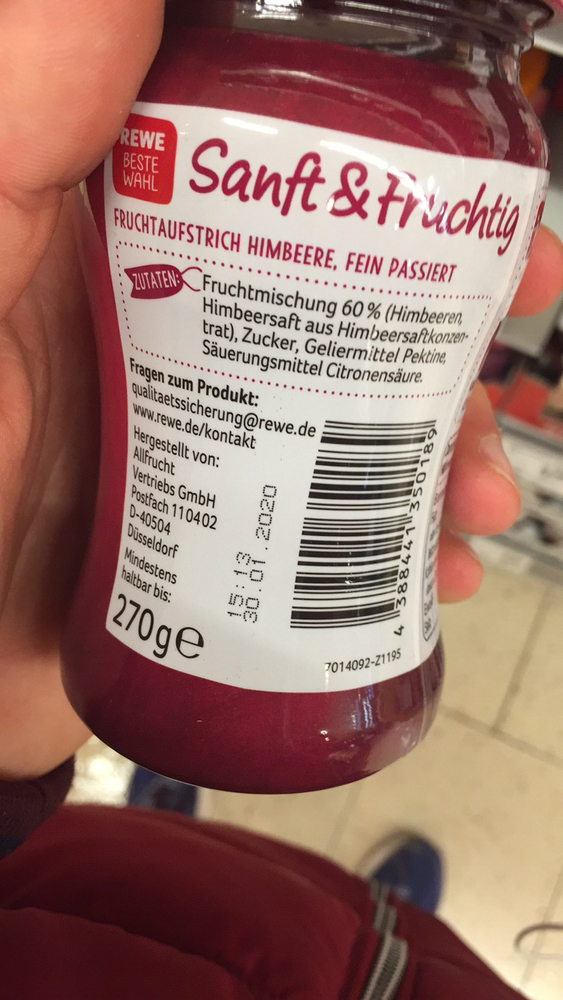 REWE
BESTE
WAHL
Sanft & Fruchtig
FRUCHTAUFSTRICH HIMBEERE, FEIN PASSIERT
ZUTATEN:
Fruchtmischung 60 % (Himbeeren,
Himbeersaft aus Himbeersaftkonzen-
trat), Zucker, Geliermittel Pektine,
Säuerungsmittel Citronensäure.
Fragen zum Produkt:
qualitaetssicherung@rewe.de
www.rewe.de/kontakt
Hergestellt von:
Allfrucht
Vertriebs GmbH
Postfach 110402
D-40504
Düsseldorf
Mindestens
haltbar bis:
15:13
30.01.2020
270g e
4 388441 350189
7014092-Z1195